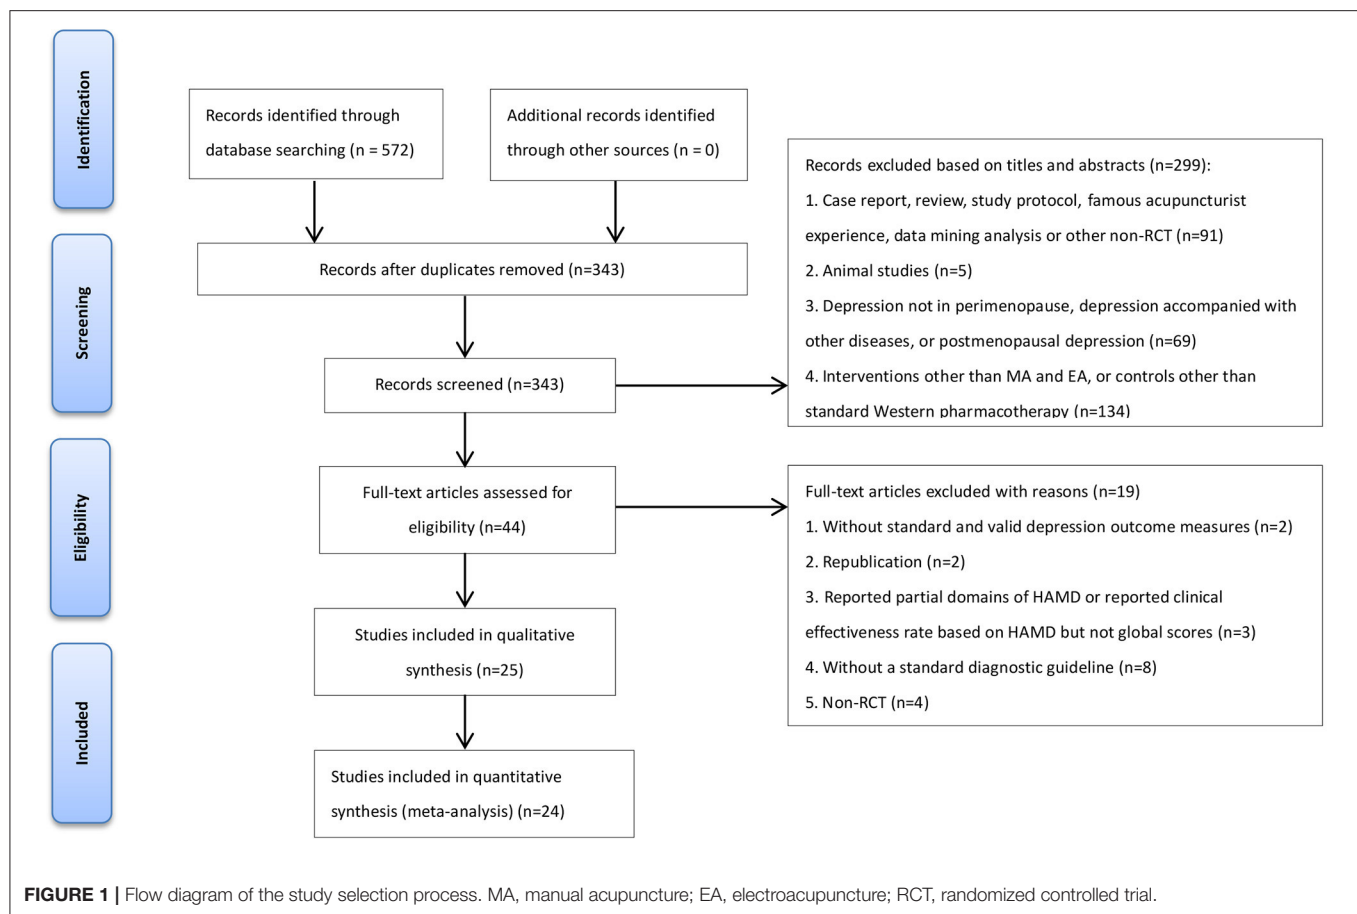 Identification
Records identified through
database searching (n = 572)
Additional records identified
through other sources (n = 0)
Records after duplicates removed (n=343)
Screening
Records screened (n=343)
Records excluded based on titles and abstracts (n=299):
1. Case report, review, study protocol, famous acupuncturist
experience, data mining analysis or other non-RCT (n=91)
2. Animal studies (n=5)
3. Depression not in perimenopause, depression accompanied with
other diseases, or postmenopausal depression (n=69)
4. Interventions other than MA and EA, or controls other than
standard Western pharmacotherapy (n=134)
Eligibility
Full-text articles assessed for
eligibility (n=44)
Full-text articles excluded with reasons (n=19)
1. Without standard and valid depression outcome measures (n=2)
2. Republication (n=2)
3. Reported partial domains of HAMD or reported clinical
effectiveness rate based on HAMD but not global scores (n=3)
4. Without a standard diagnostic guideline (n=8)
5. Non-RCT (n=4)
Studies included in qualitative
synthesis (n=25)
Included
Studies included in quantitative
synthesis (meta-analysis) (n=24)
FIGURE 1 | Flow diagram of the study selection process. MA, manual acupuncture; EA, electroacupuncture; RCT, randomized controlled trial.